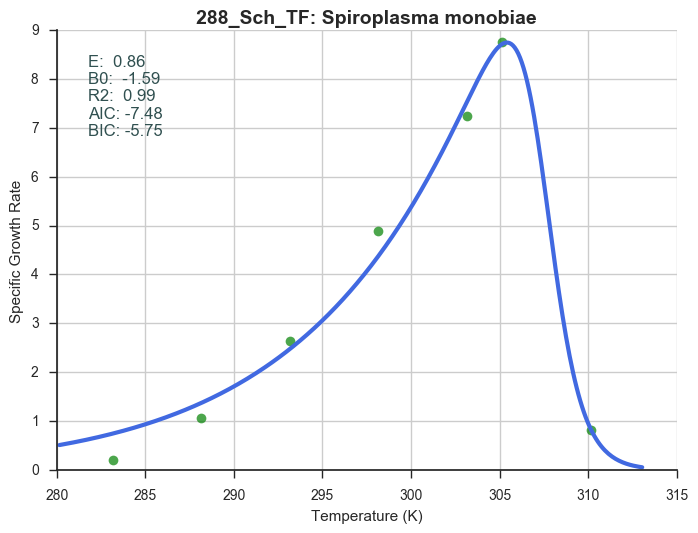 288_Sch_TF: Spiroplasma monobiae
E:  0.86
B0:  -1.59
R2:  0.99
AIC: -7.48
BIC: -5.75
Specific Growth Rate
9
8
7
6
5
4
3
2
1
0
280 285 290 295 300 305 310 315
Temperature (K)